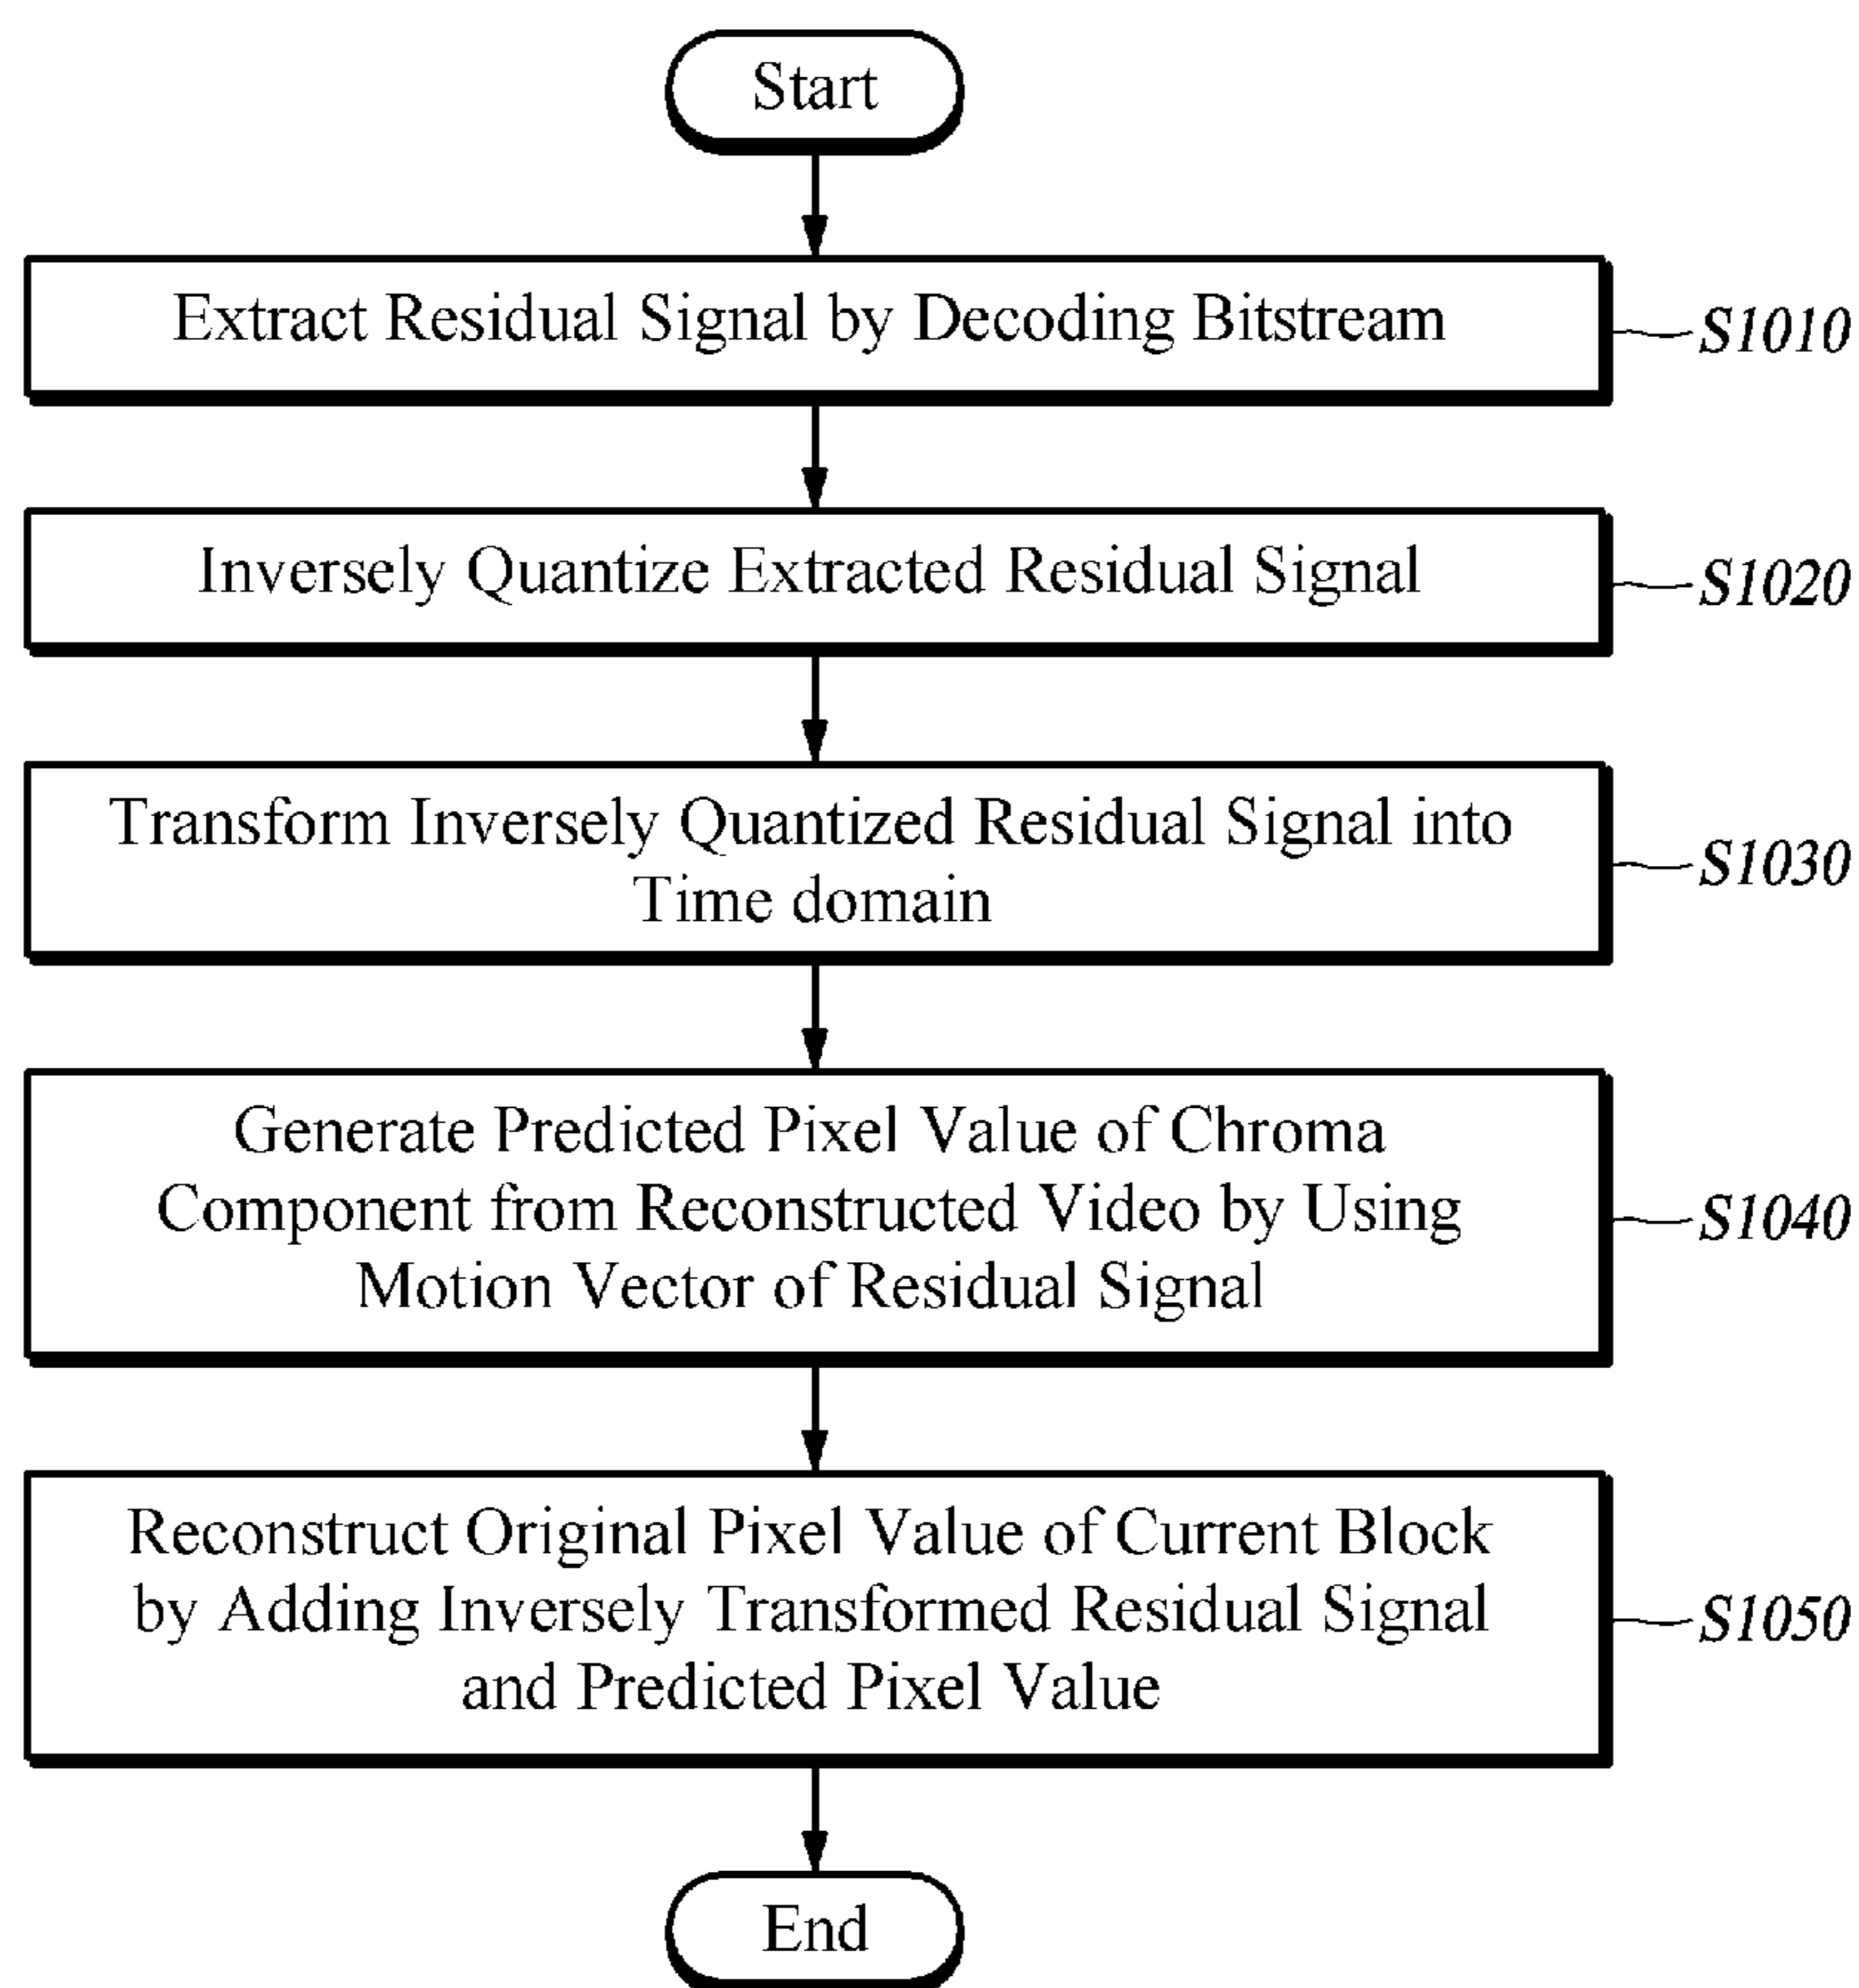 Start
Extract Residual Signal by Decoding Bitstream
S1010
Inversely Quantize Extracted Residual Signal
S1020
Transform Inversely Quantized Residual Signal into
Time domain
S1030
Generate Predicted Pixel Value of Chroma
Component from Reconstructed Video by Using
Motion Vector of Residual Signal
S1040
Reconstruct Original Pixel Value of Current Block
by Adding Inversely Transformed Residual Signal
and Predicted Pixel Value
S1050
End